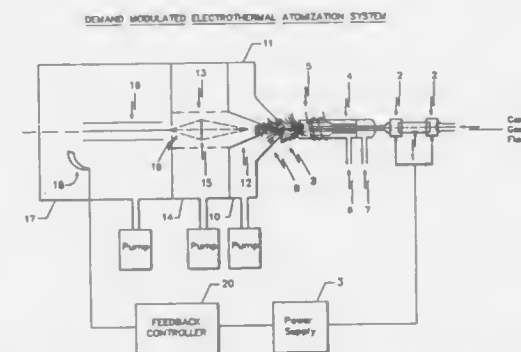 DEMAND MODULATED ELECTROTHERMAL ATOMIZATION SYSTEM
11
19
13
5
4
2
2
16
15
12
8
18
6
7
17
14
10
Pump
Pump
Pump
20
3
FEEDBACK
CONTROLLER
Power
Supply